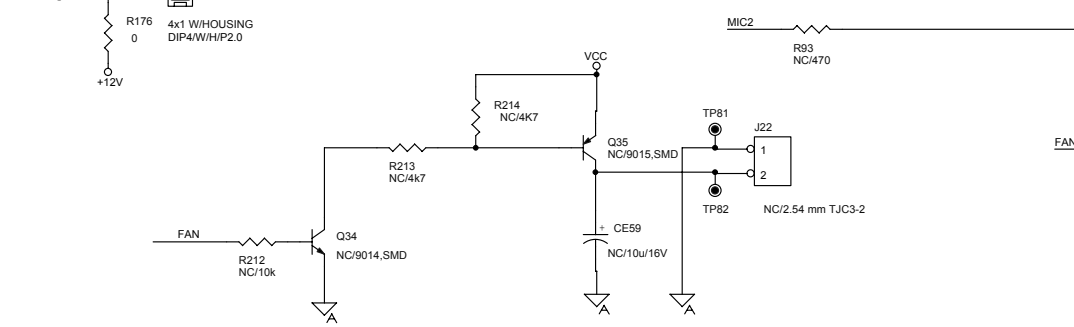 R176
0
4x1 W/HOUSING
DIP4/W/H/P2.0
+12V
MIC2
R93
NC/470
VCC
R214
NC/4K7
TP81
J22
Q35
NC/9015,SMD
1
2
FAN
R213
NC/4k7
TP82
NC/2.54 mm TJC3-2
FAN
Q34
NC/9014,SMD
R212
NC/10k
+
CE59
NC/10u/16V
A
A
A